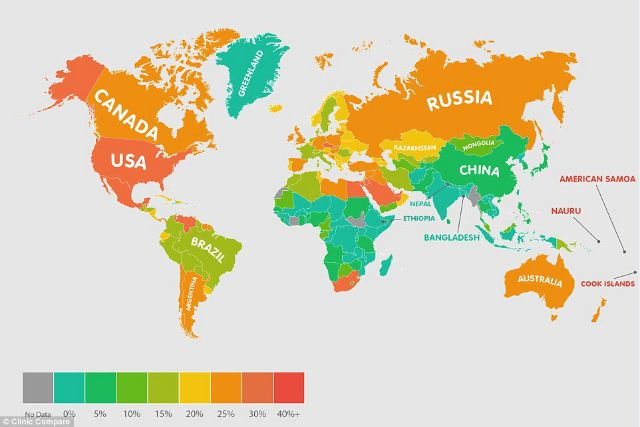 GREENLAND
CANADA
RUSSIA
USA
KAZAKHSTAN
MONGOLIA
CHINA
AMERICAN SAMOA
NEPAL
NAURU
ETHIOPIA
BANGLADESH
BRAZIL
ARGENTINA
AUSTRALIA
COOK ISLANDS
No Data 0% 5% 10% 15% 20% 25% 30% 40%+
© Clinic Compare